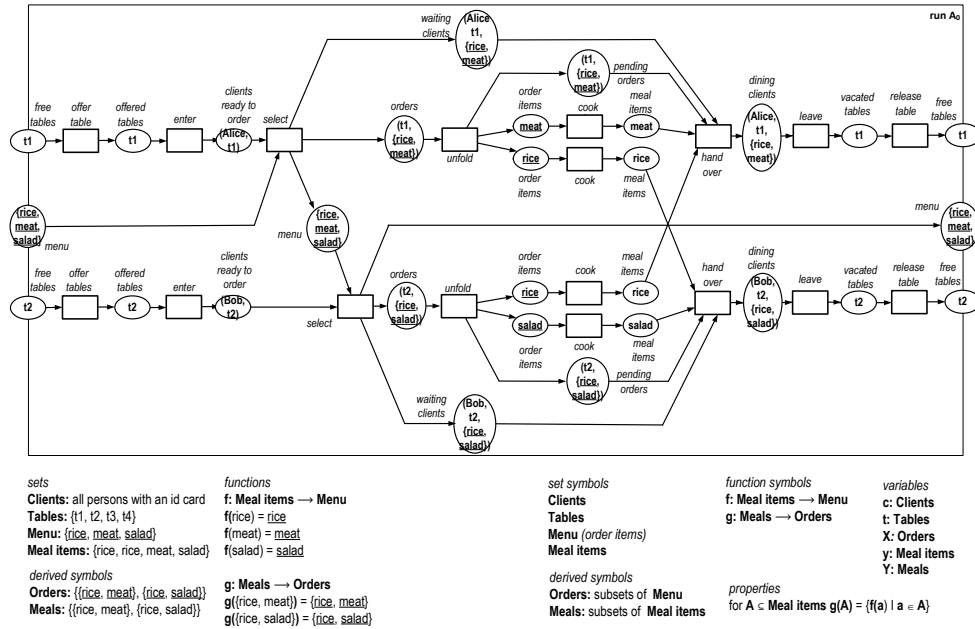 run A₀
waiting
clients
(Alice
t1,
{rice,
meat})
(t1,
{rice,
meat})
pending
orders
free
tables
offer
table
offered
tables
enter
clients
ready to
order
select
orders
order
items
cook
meal
items
dining
clients
leave
vacated
tables
release
table
free
tables
t1
t1
(Alice,
t1)
(t1,
{rice,
meat})
unfold
meat
meat
rice
rice
order
items
cook
meal
items
hand
over
(Alice,
t1,
{rice,
meat})
t1
t1
{rice,
meat,
salad}
menu
menu
{rice,
meat,
salad}
menu
{rice,
meat,
salad}
free
tables
offer
tables
offered
tables
enter
clients
ready to
order
orders
unfold
order
items
cook
meal
items
hand
over
dining
clients
leave
vacated
tables
release
table
free
tables
t2
t2
(Bob,
t2)
select
(t2,
{rice,
salad})
rice
rice
salad
salad
order
items
cook
meal
items
(Bob,
t2,
{rice,
salad})
t2
t2
(t2,
{rice,
salad})
pending
orders
waiting
clients
(Bob,
t2,
{rice,
salad})
sets
Clients: all persons with an id card
Tables: {t1, t2, t3, t4}
Menu: {rice, meat, salad}
Meal items: {rice, rice, meat, salad}
derived symbols
Orders: {{rice, meat}, {rice, salad}}
Meals: {{rice, meat}, {rice, salad}}
functions
f: Meal items → Menu
f(rice) = rice
f(meat) = meat
f(salad) = salad
g: Meals → Orders
g({rice, meat}) = {rice, meat}
g({rice, salad}) = {rice, salad}
set symbols
Clients
Tables
Menu (order items)
Meal items
derived symbols
Orders: subsets of Menu
Meals: subsets of Meal items
function symbols
f: Meal items → Menu
g: Meals → Orders
properties
for A ⊆ Meal items g(A) = {f(a) | a ∈ A}
variables
c: Clients
t: Tables
X: Orders
y: Meal items
Y: Meals